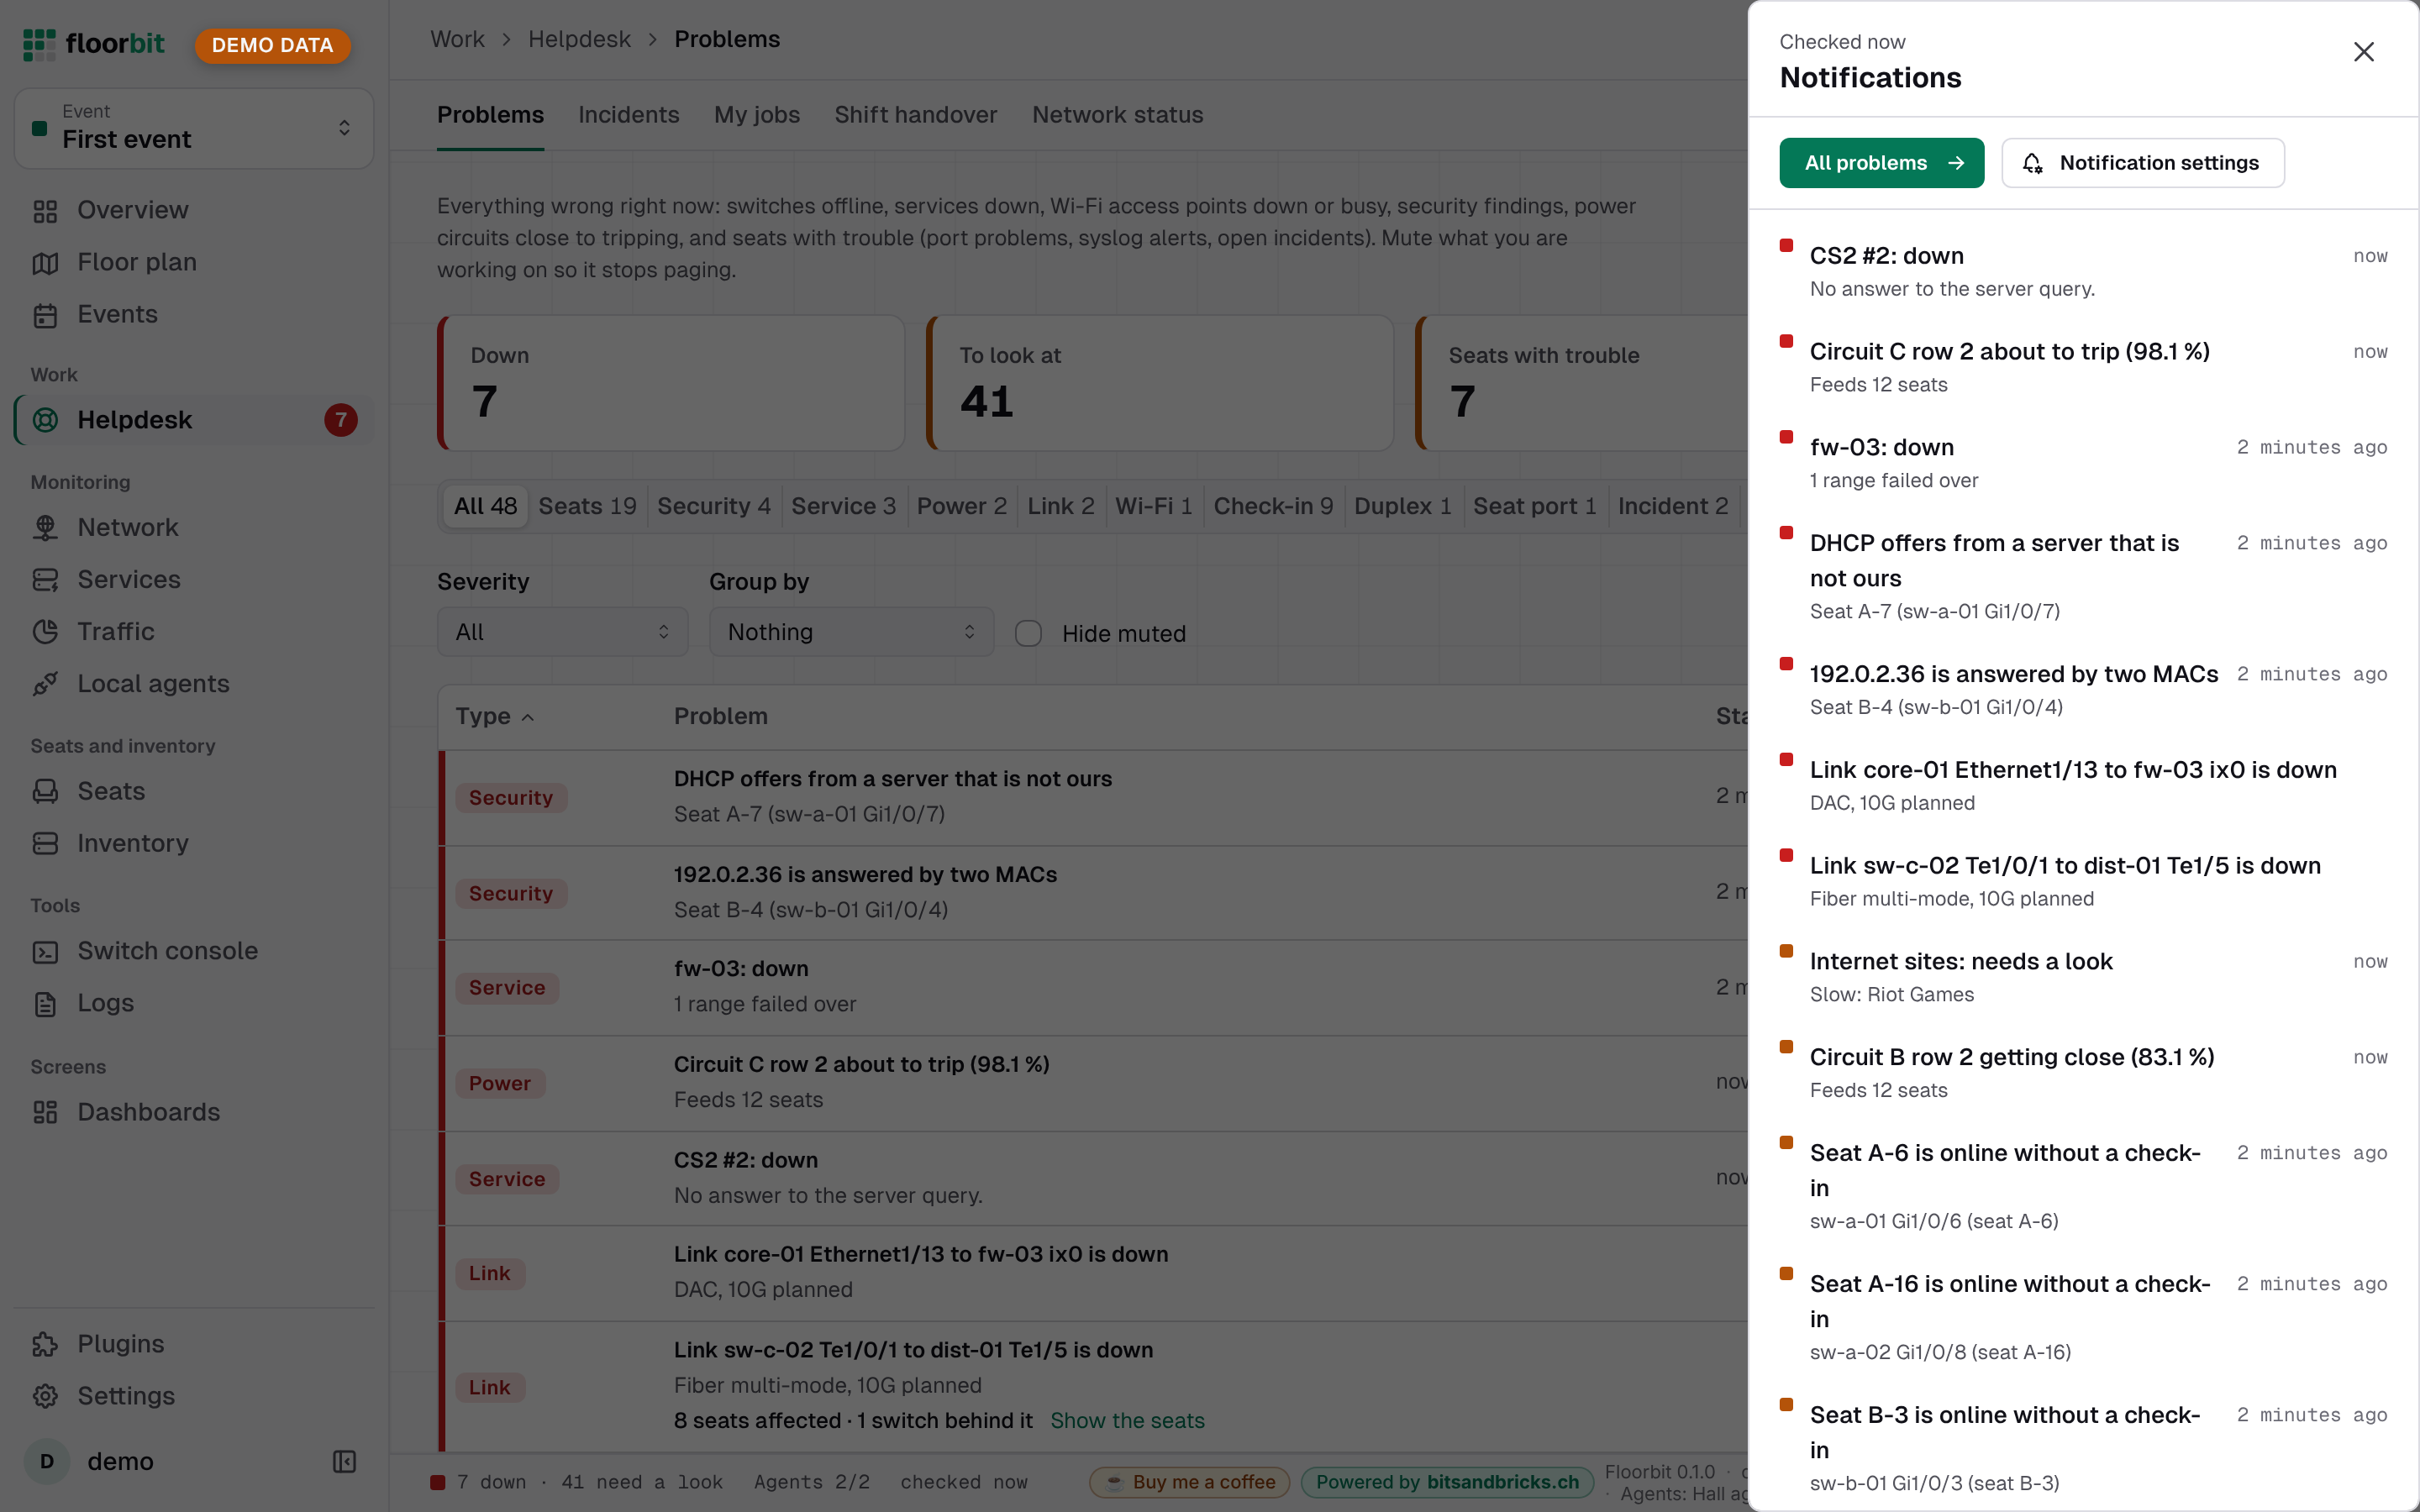 floorbit
DEMO DATA
Event
First event
Overview
Floor plan
Events
Work
Helpdesk 7
Monitoring
Network
Services
Traffic
Local agents
Seats and inventory
Seats
Inventory
Tools
Switch console
Logs
Screens
Dashboards
Plugins
Settings
D demo
Work > Helpdesk > Problems
Problems Incidents My jobs Shift handover Network status
Everything wrong right now: switches offline, services down, Wi-Fi access points down or busy, security findings, power
circuits close to tripping, and seats with trouble (port problems, syslog alerts, open incidents). Mute what you are
working on so it stops paging.
Down
7
To look at
41
Seats with trouble
7
All 48 Seats 19 Security 4 Service 3 Power 2 Link 2 Wi-Fi 1 Check-in 9 Duplex 1 Seat port 1 Incident 2
Severity
All
Group by
Nothing
Hide muted
Type Problem
Security
DHCP offers from a server that is not ours
Seat A-7 (sw-a-01 Gi1/0/7)
Security
192.0.2.36 is answered by two MACs
Seat B-4 (sw-b-01 Gi1/0/4)
Service
fw-03: down
1 range failed over
Power
Circuit C row 2 about to trip (98.1 %)
Feeds 12 seats
Service
CS2 #2: down
No answer to the server query.
Link
Link core-01 Ethernet1/13 to fw-03 ix0 is down
DAC, 10G planned
Link
Link sw-c-02 Te1/0/1 to dist-01 Te1/5 is down
Fiber multi-mode, 10G planned
8 seats affected · 1 switch behind it Show the seats
7 down · 41 need a look Agents 2/2 checked now
Buy me a coffee
Powered by bitsandbricks.ch
Floorbit 0.1.0 ·
· Agents: Hall
Checked now
Notifications
All problems →
Notification settings
CS2 #2: down now
No answer to the server query.
Circuit C row 2 about to trip (98.1 %) now
Feeds 12 seats
fw-03: down 2 minutes ago
1 range failed over
DHCP offers from a server that is 2 minutes ago
not ours
Seat A-7 (sw-a-01 Gi1/0/7)
192.0.2.36 is answered by two MACs 2 minutes ago
Seat B-4 (sw-b-01 Gi1/0/4)
Link core-01 Ethernet1/13 to fw-03 ix0 is down
DAC, 10G planned
Link sw-c-02 Te1/0/1 to dist-01 Te1/5 is down
Fiber multi-mode, 10G planned
Internet sites: needs a look now
Slow: Riot Games
Circuit B row 2 getting close (83.1 %) now
Feeds 12 seats
Seat A-6 is online without a check- 2 minutes ago
in
sw-a-01 Gi1/0/6 (seat A-6)
Seat A-16 is online without a check- 2 minutes ago
in
sw-a-02 Gi1/0/8 (seat A-16)
Seat B-3 is online without a check- 2 minutes ago
in
sw-b-01 Gi1/0/3 (seat B-3)